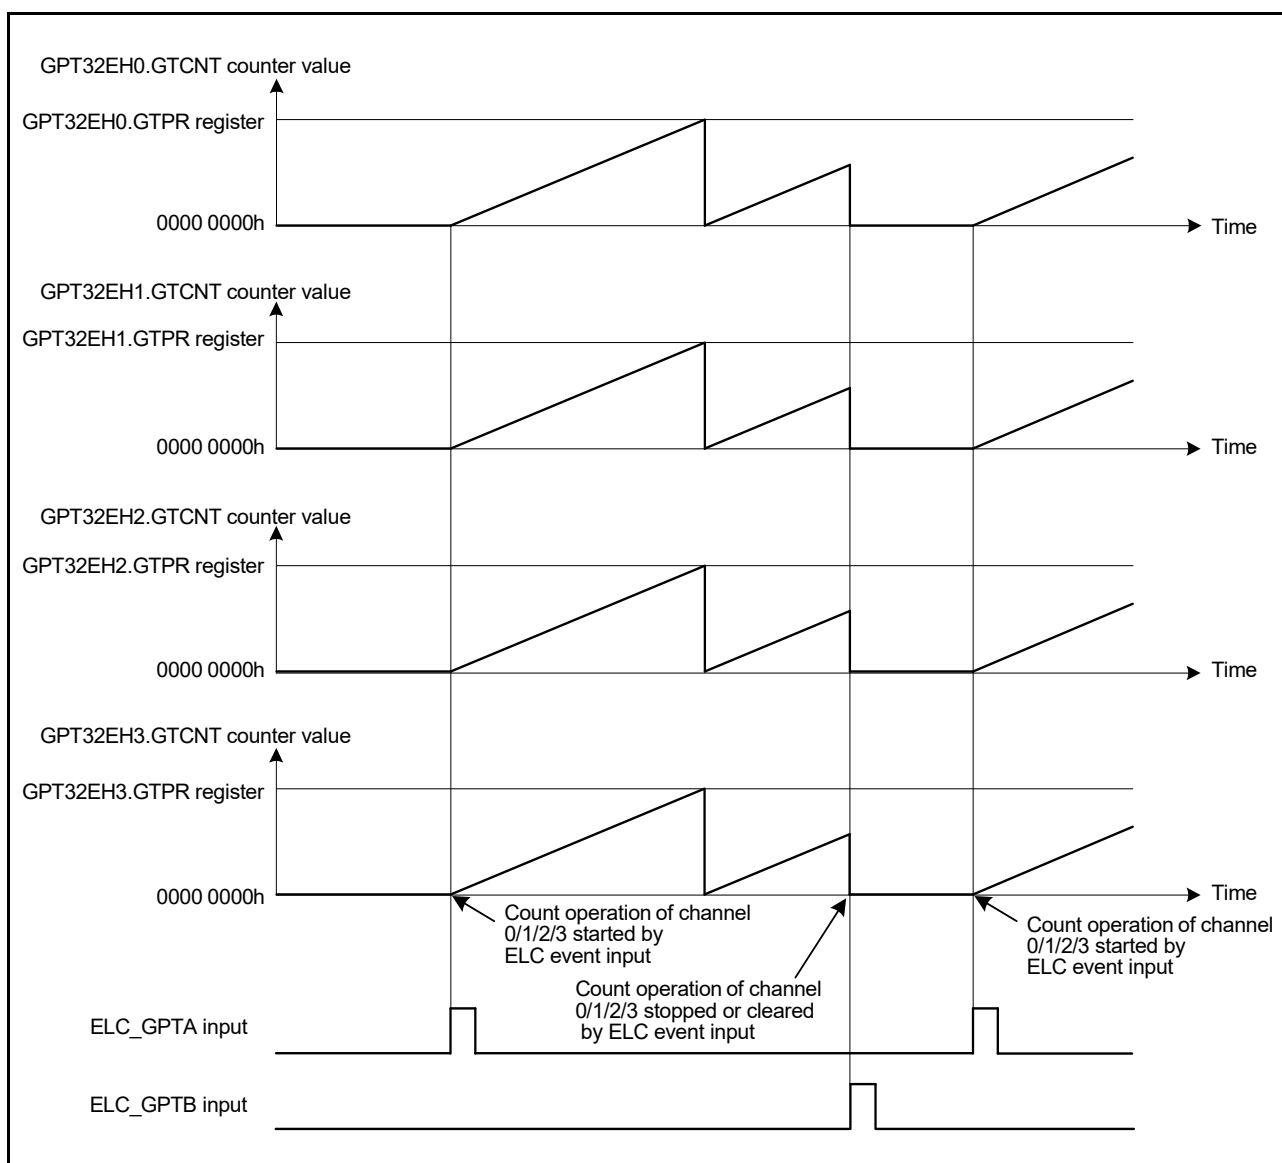 GPT32EH0.GTCNT counter value
GPT32EH0.GTPR register
0000 0000h
Time
GPT32EH1.GTCNT counter value
GPT32EH1.GTPR register
0000 0000h
Time
GPT32EH2.GTCNT counter value
GPT32EH2.GTPR register
0000 0000h
Time
GPT32EH3.GTCNT counter value
GPT32EH3.GTPR register
0000 0000h
Time
Count operation of channel
0/1/2/3 started by
ELC event input
Count operation of channel
0/1/2/3 stopped or cleared
by ELC event input
Count operation of channel
0/1/2/3 started by
ELC event input
ELC_GPTA input
ELC_GPTB input